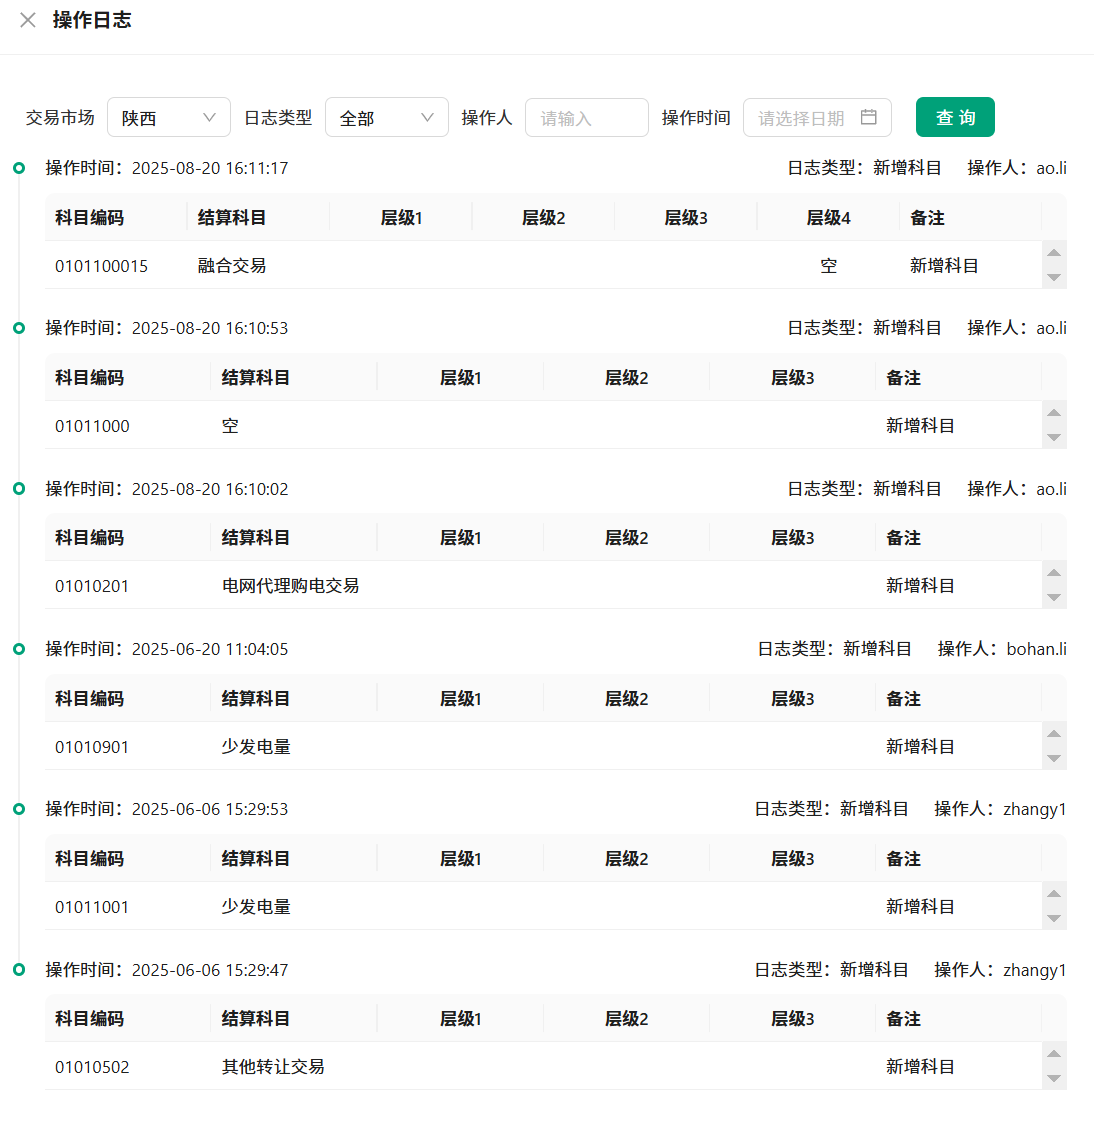 操作日志
交易市场 陕西 日志类型 全部 操作人 请输入 操作时间 请选择日期 查 询
操作时间：2025-08-20 16:11:17 日志类型：新增科目 操作人：ao.li
科目编码 结算科目 层级1 层级2 层级3 层级4 备注
0101100015 融合交易 空 新增科目
操作时间：2025-08-20 16:10:53 日志类型：新增科目 操作人：ao.li
科目编码 结算科目 层级1 层级2 层级3 备注
01011000 空 新增科目
操作时间：2025-08-20 16:10:02 日志类型：新增科目 操作人：ao.li
科目编码 结算科目 层级1 层级2 层级3 备注
01010201 电网代理购电交易 新增科目
操作时间：2025-06-20 11:04:05 日志类型：新增科目 操作人：bohan.li
科目编码 结算科目 层级1 层级2 层级3 备注
01010901 少发电量 新增科目
操作时间：2025-06-06 15:29:53 日志类型：新增科目 操作人：zhangy1
科目编码 结算科目 层级1 层级2 层级3 备注
01011001 少发电量 新增科目
操作时间：2025-06-06 15:29:47 日志类型：新增科目 操作人：zhangy1
科目编码 结算科目 层级1 层级2 层级3 备注
01010502 其他转让交易 新增科目